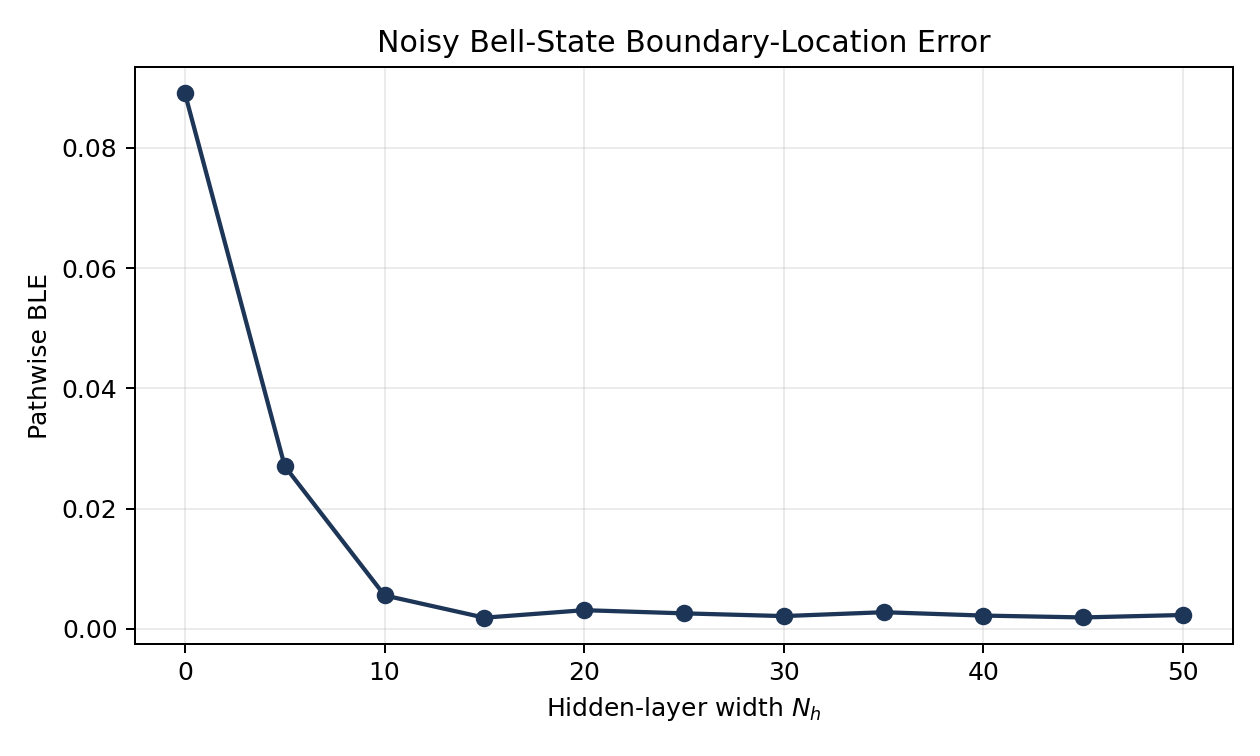 Noisy Bell-State Boundary-Location Error
Pathwise BLE
0.08
0.06
0.04
0.02
0.00
0 10 20 30 40 50
Hidden-layer width N_h